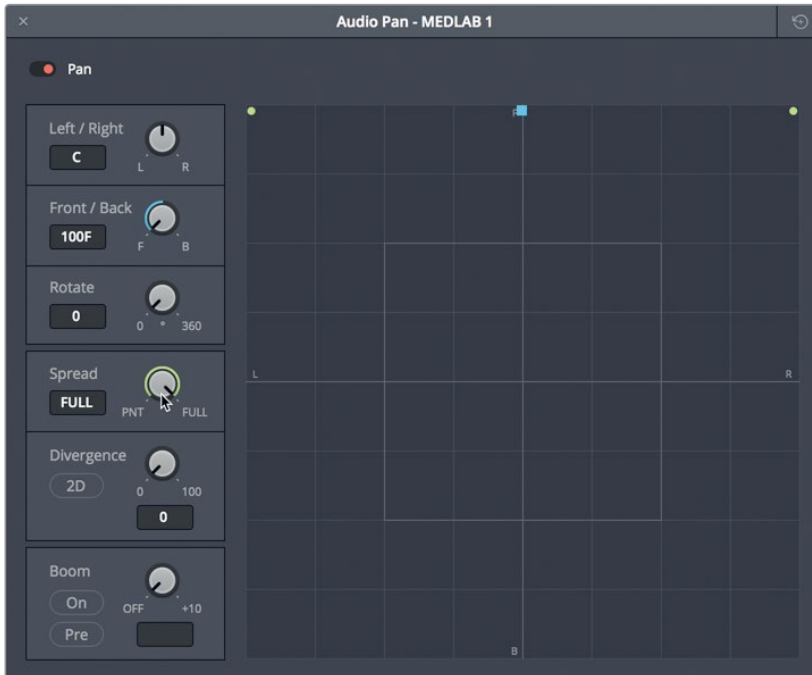 Audio Pan - MEDLAB 1
Pan
Left / Right
C
L R
Front / Back
100F
F B
Rotate
0
0 ° 360
Spread
FULL
PNT FULL
Divergence
2D
0 100
0
Boom
On
OFF +10
Pre
F
L
R
B